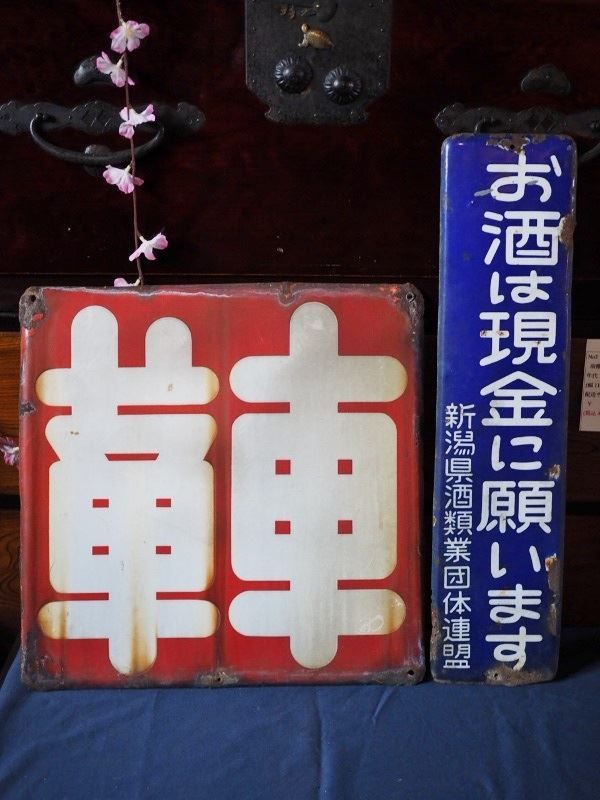 車
お酒は現金に願います
新潟県酒類業団体連盟